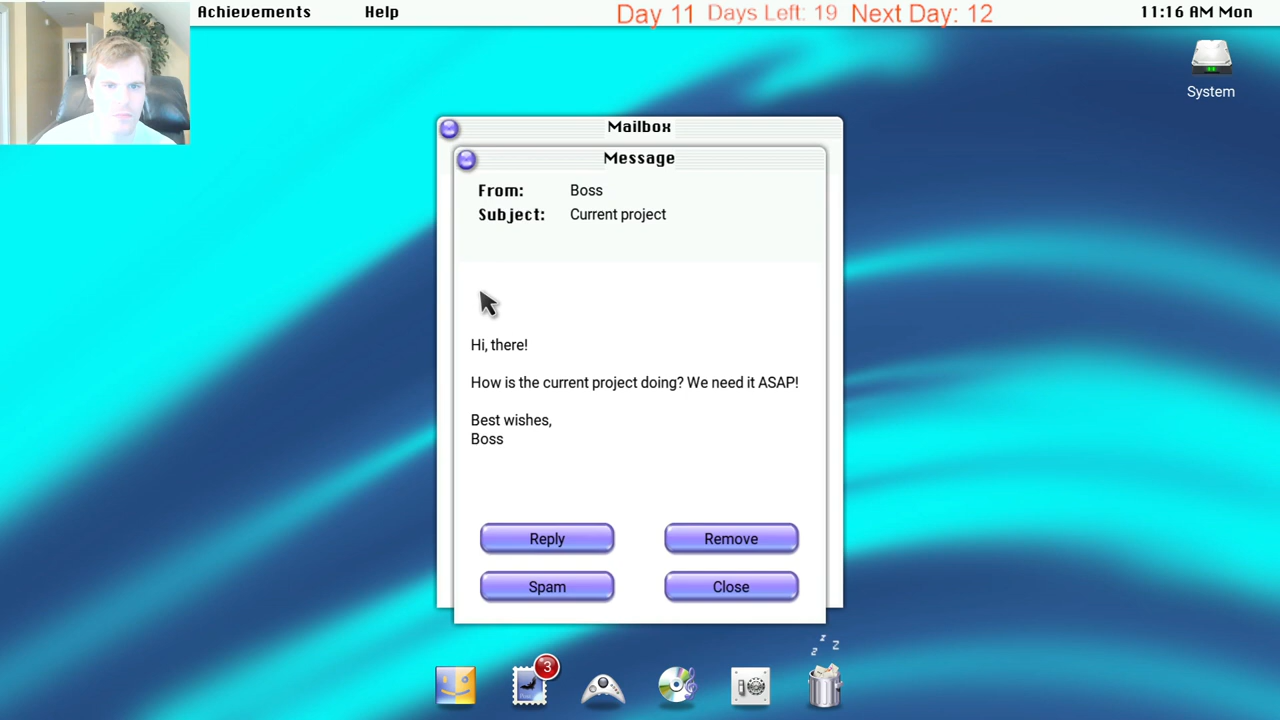 Achievements Help Day 11 Days Left: 19 Next Day: 12 11:16 AM Mon
System
Mailbox
Message
From: Boss
Subject: Current project
Hi, there!
How is the current project doing? We need it ASAP!
Best wishes,
Boss
Reply Remove
Spam Close
z z z
3